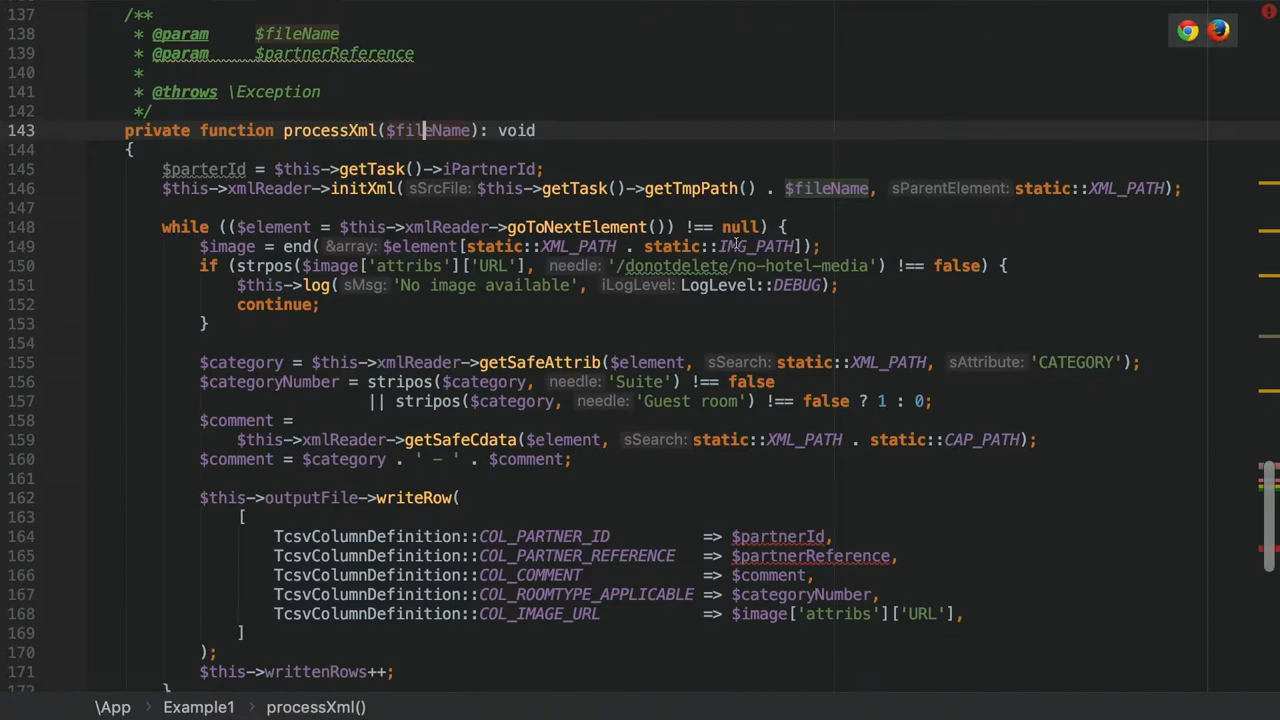 137 /**
138 * @param $fileName
139 * @param $partnerReference
140 *
141 * @throws \Exception
142 */
143 private function processXml($fileName): void
144 {
145 $parterId = $this->getTask()->iPartnerId;
146 $this->xmlReader->initXml( sSrcFile: $this->getTask()->getTmpPath() . $fileName, sParentElement: static::XML_PATH);
147
148 while (($element = $this->xmlReader->goToNextElement()) !== null) {
149 $image = end( array: $element[static::XML_PATH . static::IMG_PATH]);
150 if (strpos($image['attribs']['URL'], needle: '/donotdelete/no-hotel-media') !== false) {
151 $this->log( sMsg: 'No image available', iLogLevel: LogLevel::DEBUG);
152 continue;
153 }
154
155 $category = $this->xmlReader->getSafeAttrib($element, sSearch: static::XML_PATH, sAttribute: 'CATEGORY');
156 $categoryNumber = stripos($category, needle: 'Suite') !== false
157 || stripos($category, needle: 'Guest room') !== false ? 1 : 0;
158 $comment =
159 $this->xmlReader->getSafeCdata($element, sSearch: static::XML_PATH . static::CAP_PATH);
160 $comment = $category . ' - ' . $comment;
161
162 $this->outputFile->writeRow(
163 [
164 TcsvColumnDefinition::COL_PARTNER_ID => $partnerId,
165 TcsvColumnDefinition::COL_PARTNER_REFERENCE => $partnerReference,
166 TcsvColumnDefinition::COL_COMMENT => $comment,
167 TcsvColumnDefinition::COL_ROOMTYPE_APPLICABLE => $categoryNumber,
168 TcsvColumnDefinition::COL_IMAGE_URL => $image['attribs']['URL'],
169 ]
170 );
171 $this->writtenRows++;
172 }
\App › Example1 › processXml()